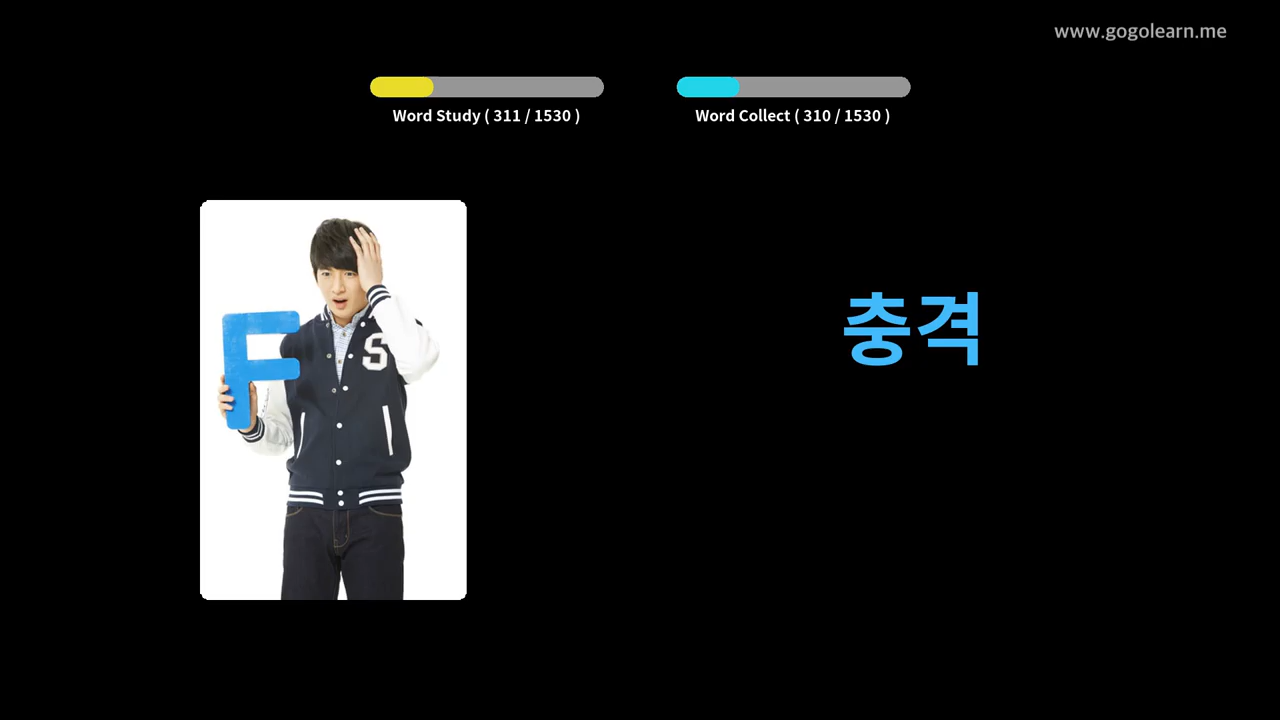 www.gogolearn.me
Word Study ( 311 / 1530 )
Word Collect ( 310 / 1530 )
충격
F
S